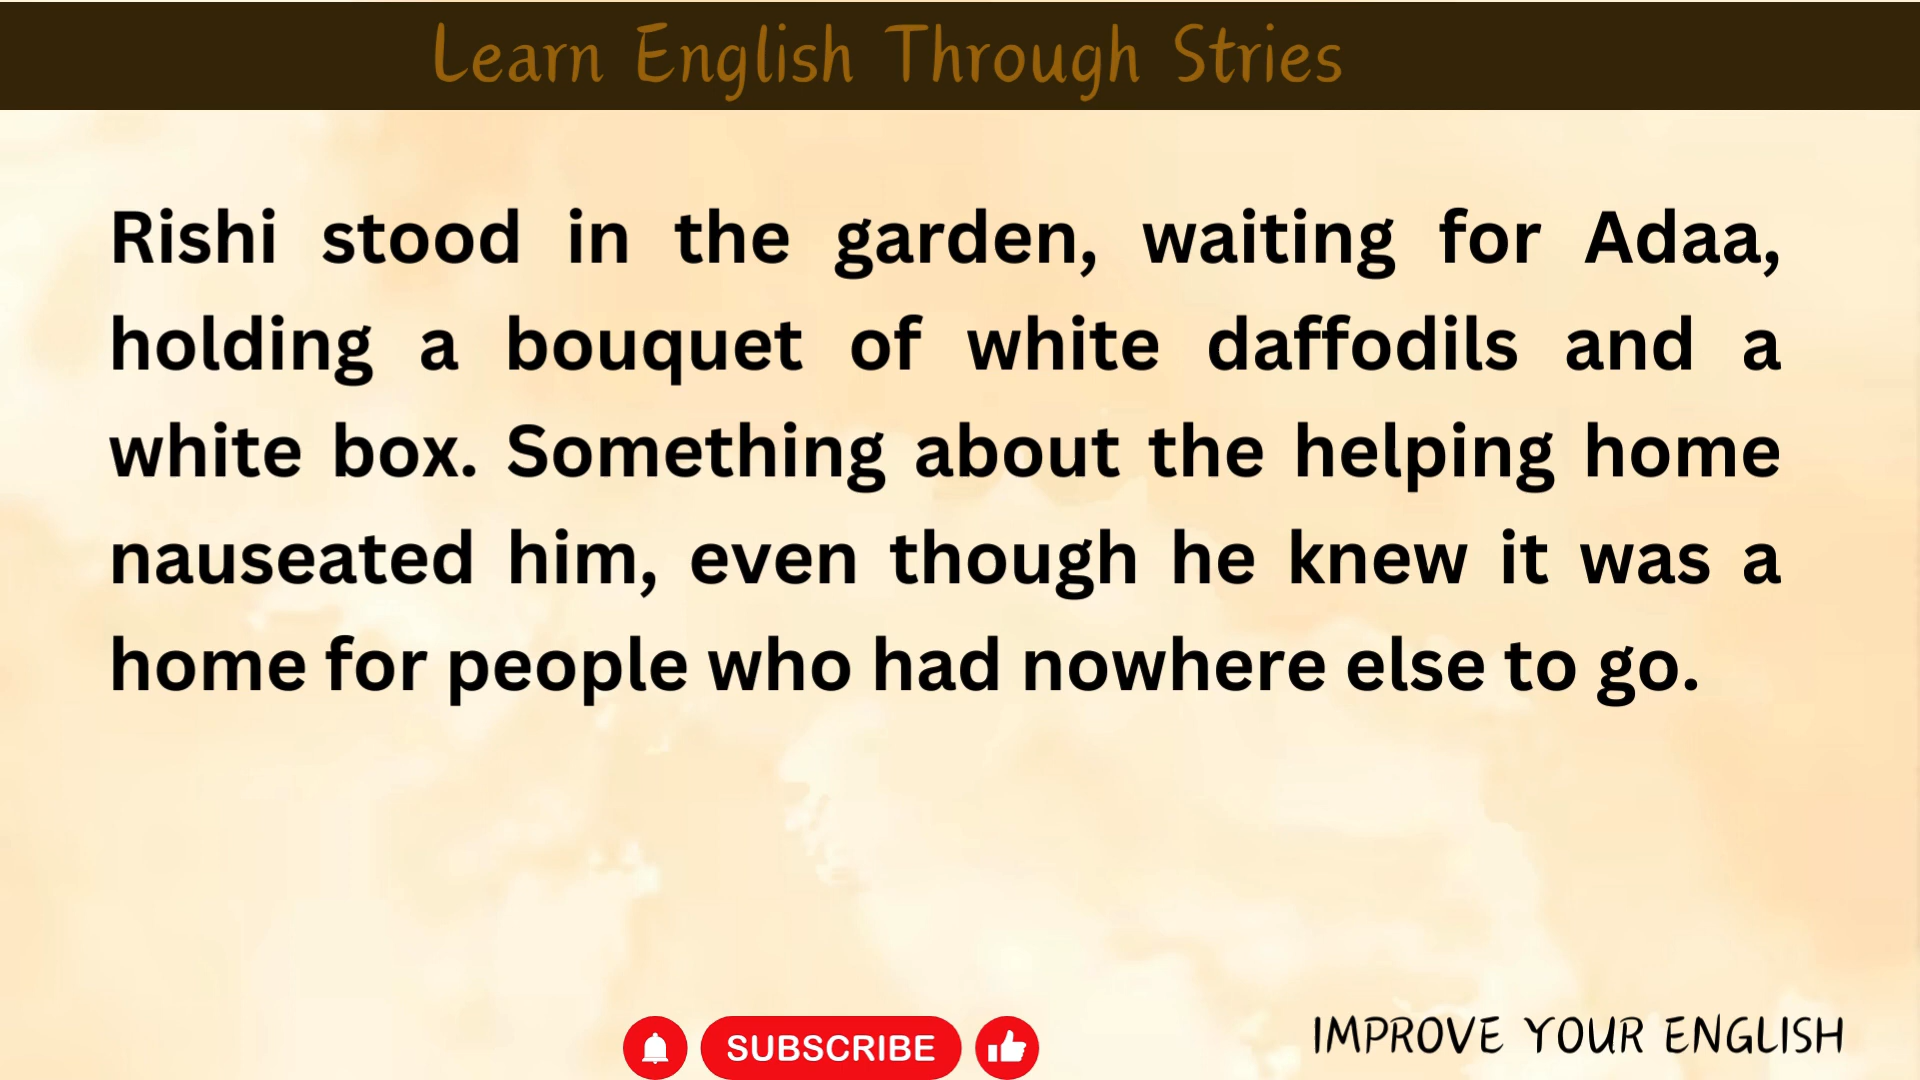 Learn English Through Stries
Rishi stood in the garden, waiting for Adaa,
holding a bouquet of white daffodils and a
white box. Something about the helping home
nauseated him, even though he knew it was a
home for people who had nowhere else to go.
SUBSCRIBE
IMPROVE YOUR ENGLISH